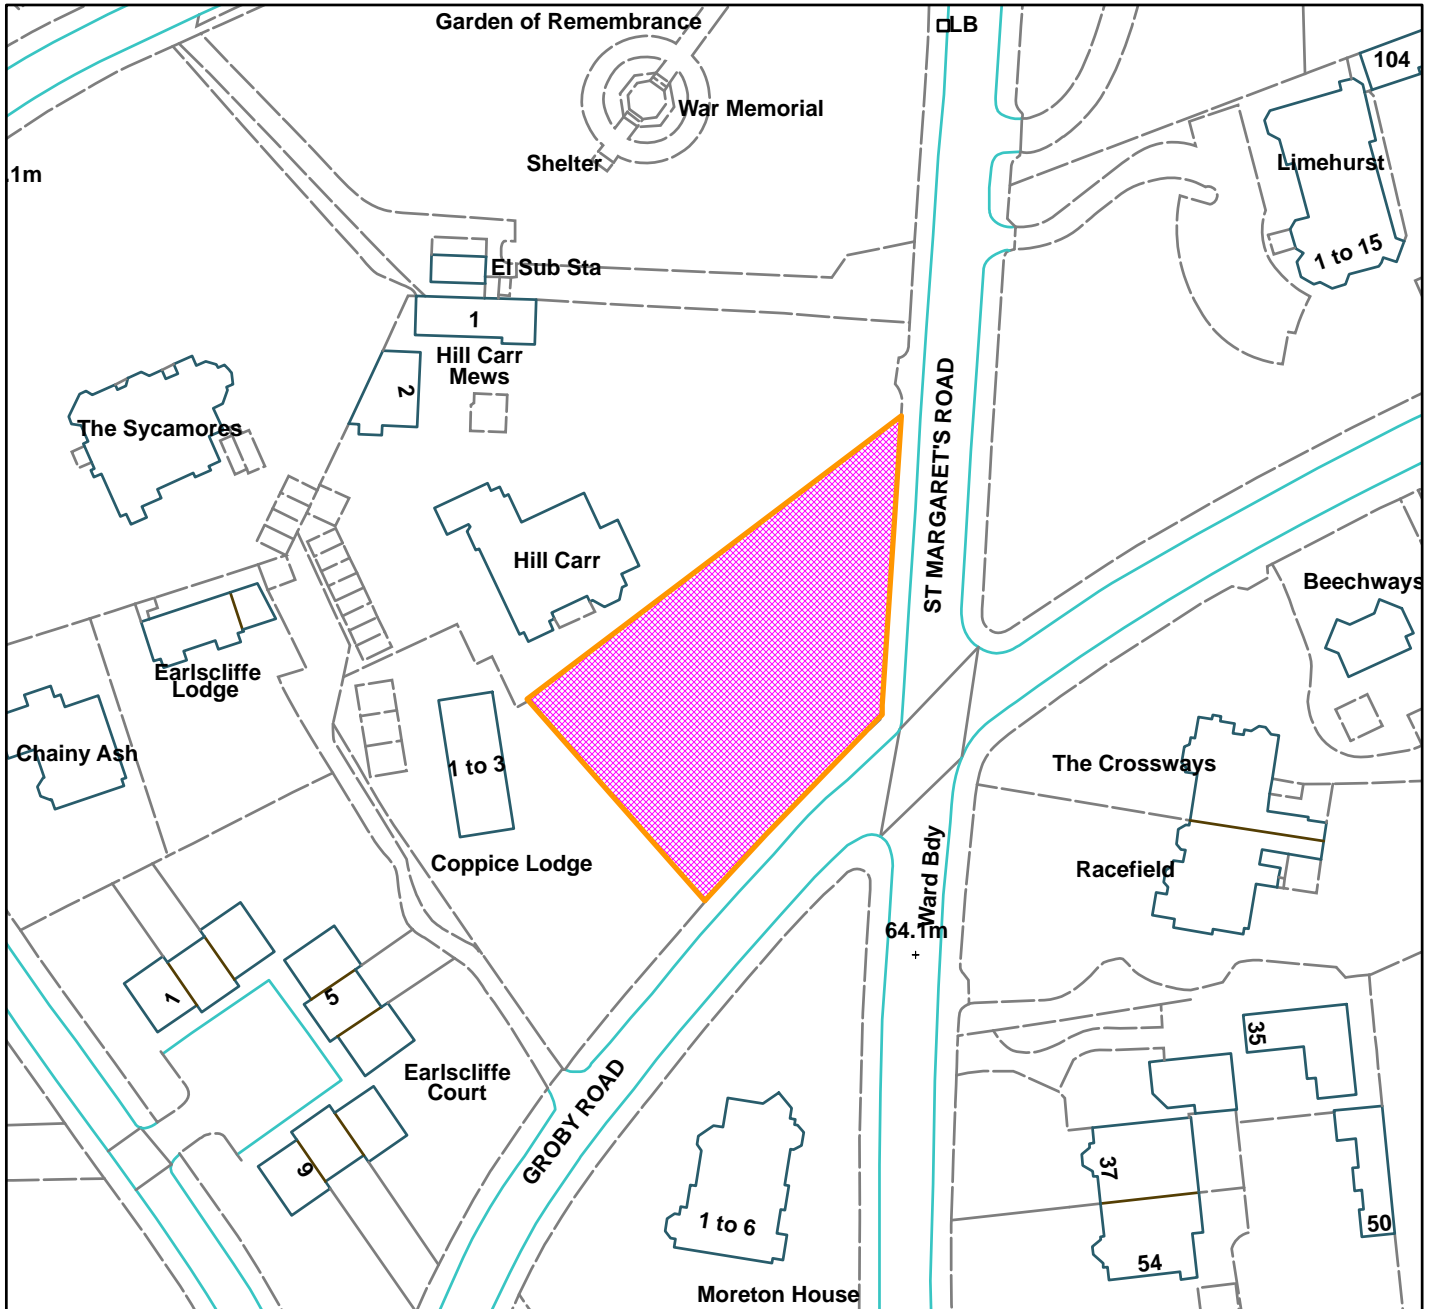 Garden of Remembrance
LB
104
War Memorial
Shelter
Limehurst
.1m
1 to 15
El Sub Sta
1
Hill Carr
Mews
2
The Sycamores
ST MARGARET'S ROAD
Hill Carr
Beechways
Earlscliffe
Lodge
Chainy Ash
1 to 3
The Crossways
Coppice Lodge
Racefield
Ward Bdy
64.1m
1
5
35
Earlscliffe
Court
GROBY ROAD
9
37
1 to 6
50
54
Moreton House